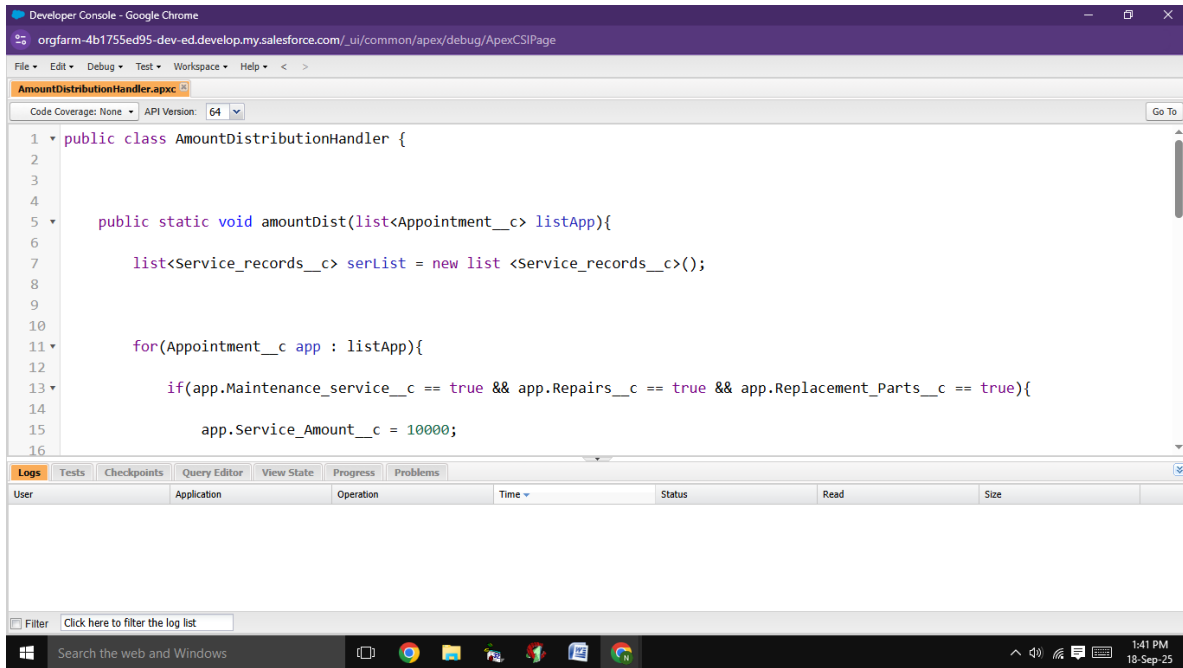 Developer Console - Google Chrome
orgfarm-4b1755ed95-dev-ed.develop.my.salesforce.com/_ui/common/apex/debug/ApexCSIPage
File Edit Debug Test Workspace Help < >
AmountDistributionHandler.apxc
Code Coverage: None API Version: 64 Go To
1 public class AmountDistributionHandler {
2
3
4
5 public static void amountDist(list<Appointment__c> listApp){
6
7 list<Service_records__c> serList = new list <Service_records__c>();
8
9
10
11 for(Appointment__c app : listApp){
12
13 if(app.Maintenance_service__c == true && app.Repairs__c == true && app.Replacement_Parts__c == true){
14
15 app.Service_Amount__c = 10000;
16
Logs Tests Checkpoints Query Editor View State Progress Problems
User Application Operation Time Status Read Size
Filter Click here to filter the log list
Search the web and Windows
1:41 PM
18-Sep-25